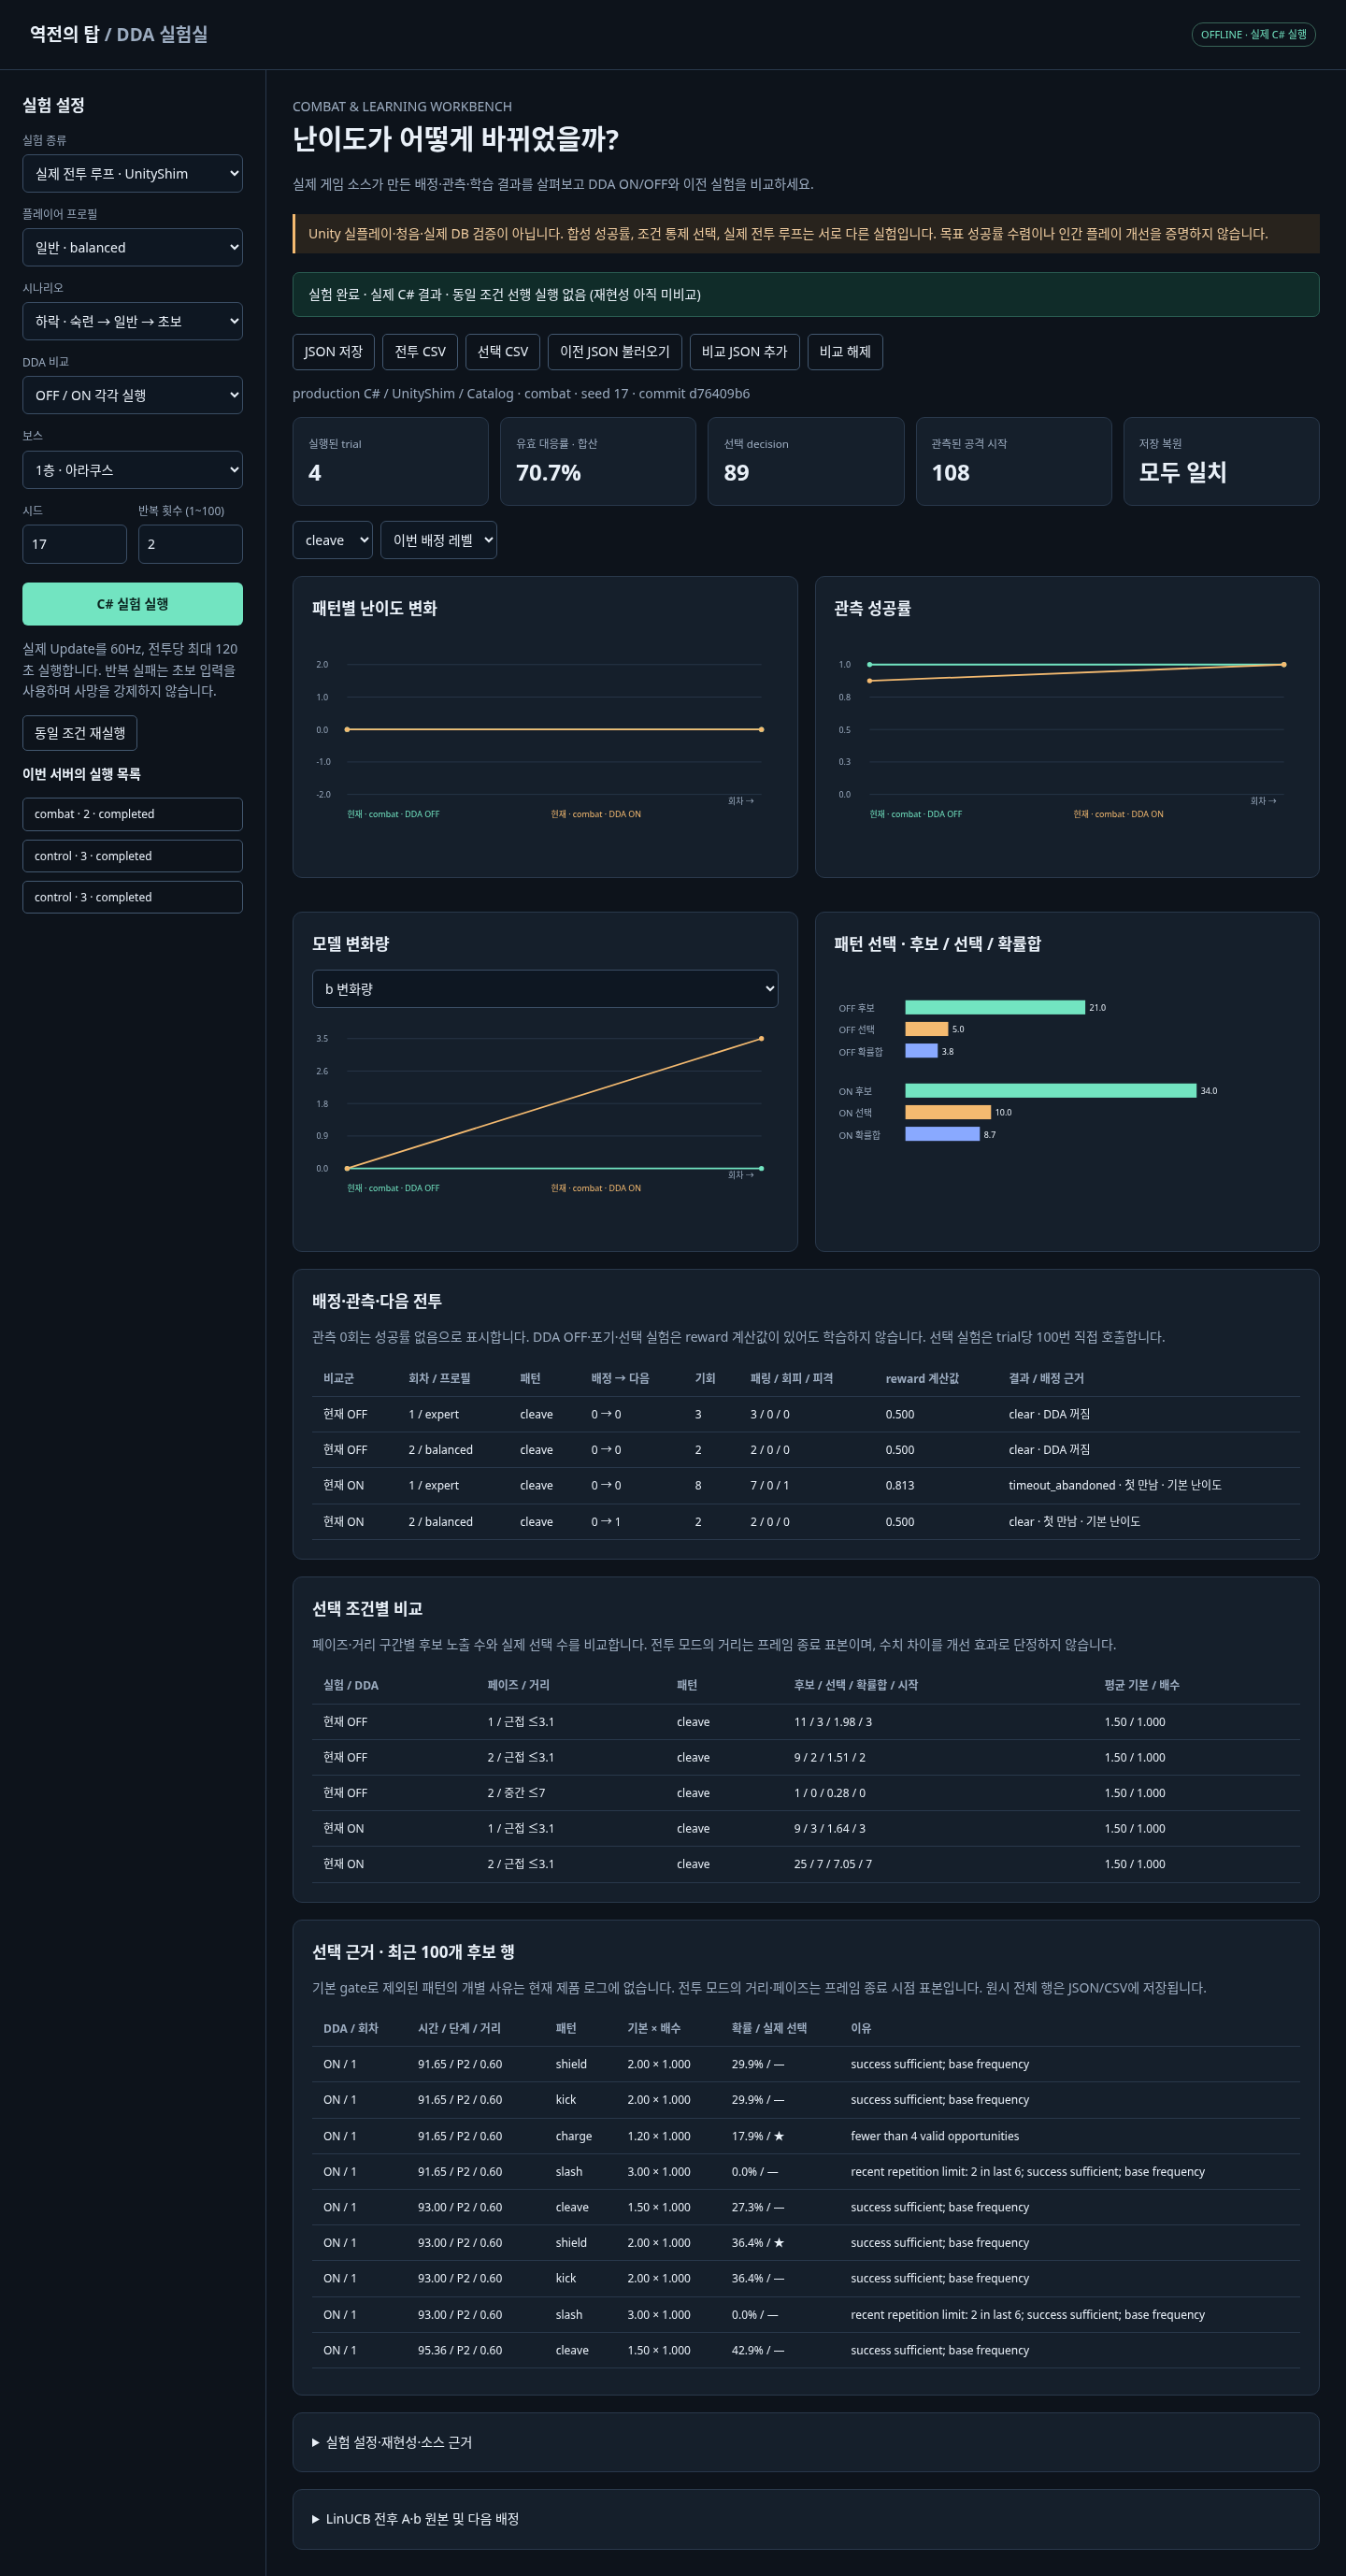 역전의 탑 / DDA 실험실
OFFLINE · 실제 C# 실행
실험 설정
실험 종류
실제 전투 루프 · UnityShim
플레이어 프로필
일반 · balanced
시나리오
하락 · 숙련 → 일반 → 초보
DDA 비교
OFF / ON 각각 실행
보스
1층 · 아라쿠스
시드
반복 횟수 (1~100)
17
2
C# 실험 실행
실제 Update를 60Hz, 전투당 최대 120
초 실행합니다. 반복 실패는 초보 입력을
사용하며 사망을 강제하지 않습니다.
동일 조건 재실행
이번 서버의 실행 목록
combat · 2 · completed
control · 3 · completed
control · 3 · completed
COMBAT & LEARNING WORKBENCH
난이도가 어떻게 바뀌었을까?
실제 게임 소스가 만든 배정·관측·학습 결과를 살펴보고 DDA ON/OFF와 이전 실험을 비교하세요.
Unity 실플레이·청음·실제 DB 검증이 아닙니다. 합성 성공률, 조건 통제 선택, 실제 전투 루프는 서로 다른 실험입니다. 목표 성공률 수렴이나 인간 플레이 개선을 증명하지 않습니다.
실험 완료 · 실제 C# 결과 · 동일 조건 선행 실행 없음 (재현성 아직 미비교)
JSON 저장
전투 CSV
선택 CSV
이전 JSON 불러오기
비교 JSON 추가
비교 해제
production C# / UnityShim / Catalog · combat · seed 17 · commit d76409b6
실행된 trial
4
유효 대응률 · 합산
70.7%
선택 decision
89
관측된 공격 시작
108
저장 복원
모두 일치
cleave
이번 배정 레벨
패턴별 난이도 변화
2.0
1.0
0.0
-1.0
-2.0
회차 →
현재 · combat · DDA OFF
현재 · combat · DDA ON
관측 성공률
1.0
0.8
0.5
0.3
0.0
회차 →
현재 · combat · DDA OFF
현재 · combat · DDA ON
모델 변화량
b 변화량
3.5
2.6
1.8
0.9
0.0
회차 →
현재 · combat · DDA OFF
현재 · combat · DDA ON
패턴 선택 · 후보 / 선택 / 확률합
OFF 후보 21.0
OFF 선택 5.0
OFF 확률합 3.8
ON 후보 34.0
ON 선택 10.0
ON 확률합 8.7
배정·관측·다음 전투
관측 0회는 성공률 없음으로 표시합니다. DDA OFF·포기·선택 실험은 reward 계산값이 있어도 학습하지 않습니다. 선택 실험은 trial당 100번 직접 호출합니다.
비교군 회차 / 프로필 패턴 배정 → 다음 기회 패링 / 회피 / 피격 reward 계산값 결과 / 배정 근거
현재 OFF 1 / expert cleave 0 → 0 3 3 / 0 / 0 0.500 clear · DDA 꺼짐
현재 OFF 2 / balanced cleave 0 → 0 2 2 / 0 / 0 0.500 clear · DDA 꺼짐
현재 ON 1 / expert cleave 0 → 0 8 7 / 0 / 1 0.813 timeout_abandoned · 첫 만남 · 기본 난이도
현재 ON 2 / balanced cleave 0 → 1 2 2 / 0 / 0 0.500 clear · 첫 만남 · 기본 난이도
선택 조건별 비교
페이즈·거리 구간별 후보 노출 수와 실제 선택 수를 비교합니다. 전투 모드의 거리는 프레임 종료 표본이며, 수치 차이를 개선 효과로 단정하지 않습니다.
실험 / DDA 페이즈 / 거리 패턴 후보 / 선택 / 확률합 / 시작 평균 기본 / 배수
현재 OFF 1 / 근접 ≤3.1 cleave 11 / 3 / 1.98 / 3 1.50 / 1.000
현재 OFF 2 / 근접 ≤3.1 cleave 9 / 2 / 1.51 / 2 1.50 / 1.000
현재 OFF 2 / 중간 ≤7 cleave 1 / 0 / 0.28 / 0 1.50 / 1.000
현재 ON 1 / 근접 ≤3.1 cleave 9 / 3 / 1.64 / 3 1.50 / 1.000
현재 ON 2 / 근접 ≤3.1 cleave 25 / 7 / 7.05 / 7 1.50 / 1.000
선택 근거 · 최근 100개 후보 행
기본 gate로 제외된 패턴의 개별 사유는 현재 제품 로그에 없습니다. 전투 모드의 거리·페이즈는 프레임 종료 시점 표본입니다. 원시 전체 행은 JSON/CSV에 저장됩니다.
DDA / 회차 시간 / 단계 / 거리 패턴 기본 × 배수 확률 / 실제 선택 이유
ON / 1 91.65 / P2 / 0.60 shield 2.00 × 1.000 29.9% / — success sufficient; base frequency
ON / 1 91.65 / P2 / 0.60 kick 2.00 × 1.000 29.9% / — success sufficient; base frequency
ON / 1 91.65 / P2 / 0.60 charge 1.20 × 1.000 17.9% / ★ fewer than 4 valid opportunities
ON / 1 91.65 / P2 / 0.60 slash 3.00 × 1.000 0.0% / — recent repetition limit: 2 in last 6; success sufficient; base frequency
ON / 1 93.00 / P2 / 0.60 cleave 1.50 × 1.000 27.3% / — success sufficient; base frequency
ON / 1 93.00 / P2 / 0.60 shield 2.00 × 1.000 36.4% / ★ success sufficient; base frequency
ON / 1 93.00 / P2 / 0.60 kick 2.00 × 1.000 36.4% / — success sufficient; base frequency
ON / 1 93.00 / P2 / 0.60 slash 3.00 × 1.000 0.0% / — recent repetition limit: 2 in last 6; success sufficient; base frequency
ON / 1 95.36 / P2 / 0.60 cleave 1.50 × 1.000 42.9% / — success sufficient; base frequency
▶ 실험 설정·재현성·소스 근거
▶ LinUCB 전후 A·b 원본 및 다음 배정